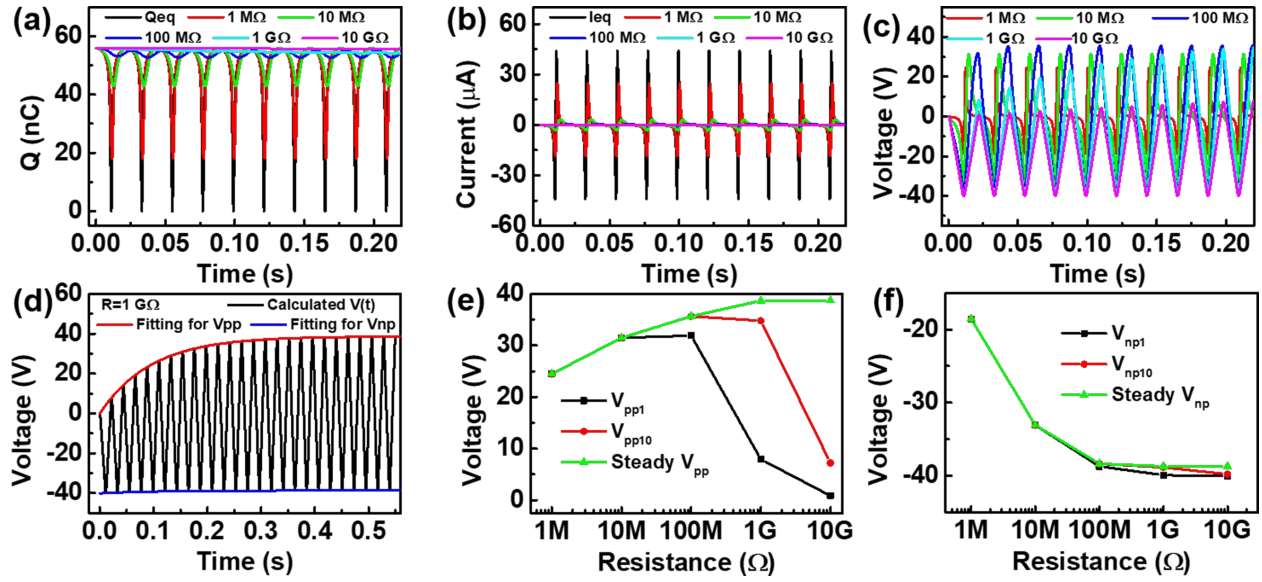 (a)
Qeq 1 MΩ 10 MΩ
100 MΩ 1 GΩ 10 GΩ
60
40
20
0
Q (nC)
0.00 0.05 0.10 0.15 0.20
Time (s)
(b)
Ieq 1 MΩ 10 MΩ
100 MΩ 1 GΩ 10 GΩ
60
30
0
-30
-60
Current (μA)
0.00 0.05 0.10 0.15 0.20
Time (s)
(c)
1 MΩ 10 MΩ 100 MΩ
1 GΩ 10 GΩ
60
40
20
0
-20
-40
Voltage (V)
0.00 0.05 0.10 0.15 0.20
Time (s)
(d)
R=1 GΩ Calculated V(t)
Fitting for Vpp Fitting for Vnp
60
40
20
0
-20
-40
Voltage (V)
0.0 0.1 0.2 0.3 0.4 0.5
Time (s)
(e)
40
30
20
10
0
Voltage (V)
Vpp1
Vpp10
Steady Vpp
1M 10M 100M 1G 10G
Resistance (Ω)
(f)
-20
-30
-40
Voltage (V)
Vnp1
Vnp10
Steady Vnp
1M 10M 100M 1G 10G
Resistance (Ω)